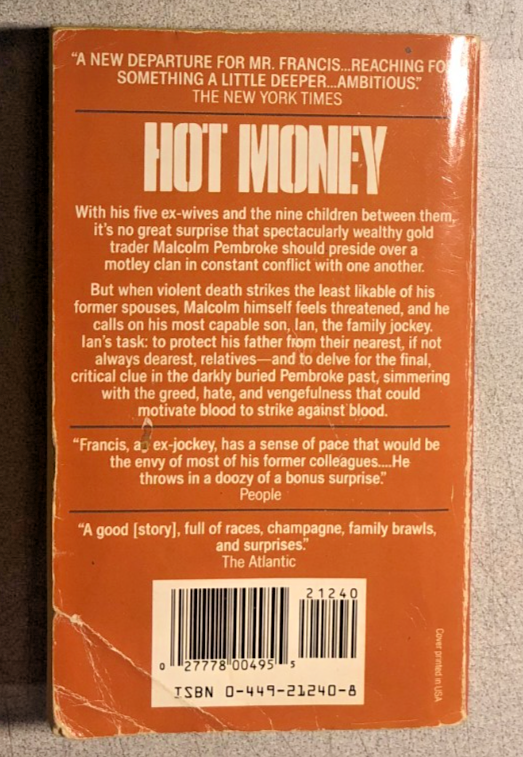 "A NEW DEPARTURE FOR MR. FRANCIS...REACHING FO
SOMETHING A LITTLE DEEPER...AMBITIOUS."
THE NEW YORK TIMES
HOT MONEY
With his five ex-wives and the nine children between them,
it's no great surprise that spectacularly wealthy gold
trader Malcolm Pembroke should preside over a
motley clan in constant conflict with one another.
But when violent death strikes the least likable of his
former spouses, Malcolm himself feels threatened, and he
calls on his most capable son, Ian, the family jockey.
Ian's task: to protect his father from their nearest, if not
always dearest, relatives—and to delve for the final,
critical clue in the darkly buried Pembroke past, simmering
with the greed, hate, and vengefulness that could
motivate blood to strike against blood.
"Francis, a ex-jockey, has a sense of pace that would be
the envy of most of his former colleagues....He
throws in a doozy of a bonus surprise."
People
"A good [story], full of races, champagne, family brawls,
and surprises."
The Atlantic
21240
0 27778 00495 5
ISBN 0-449-21240-8
Cover printed in USA